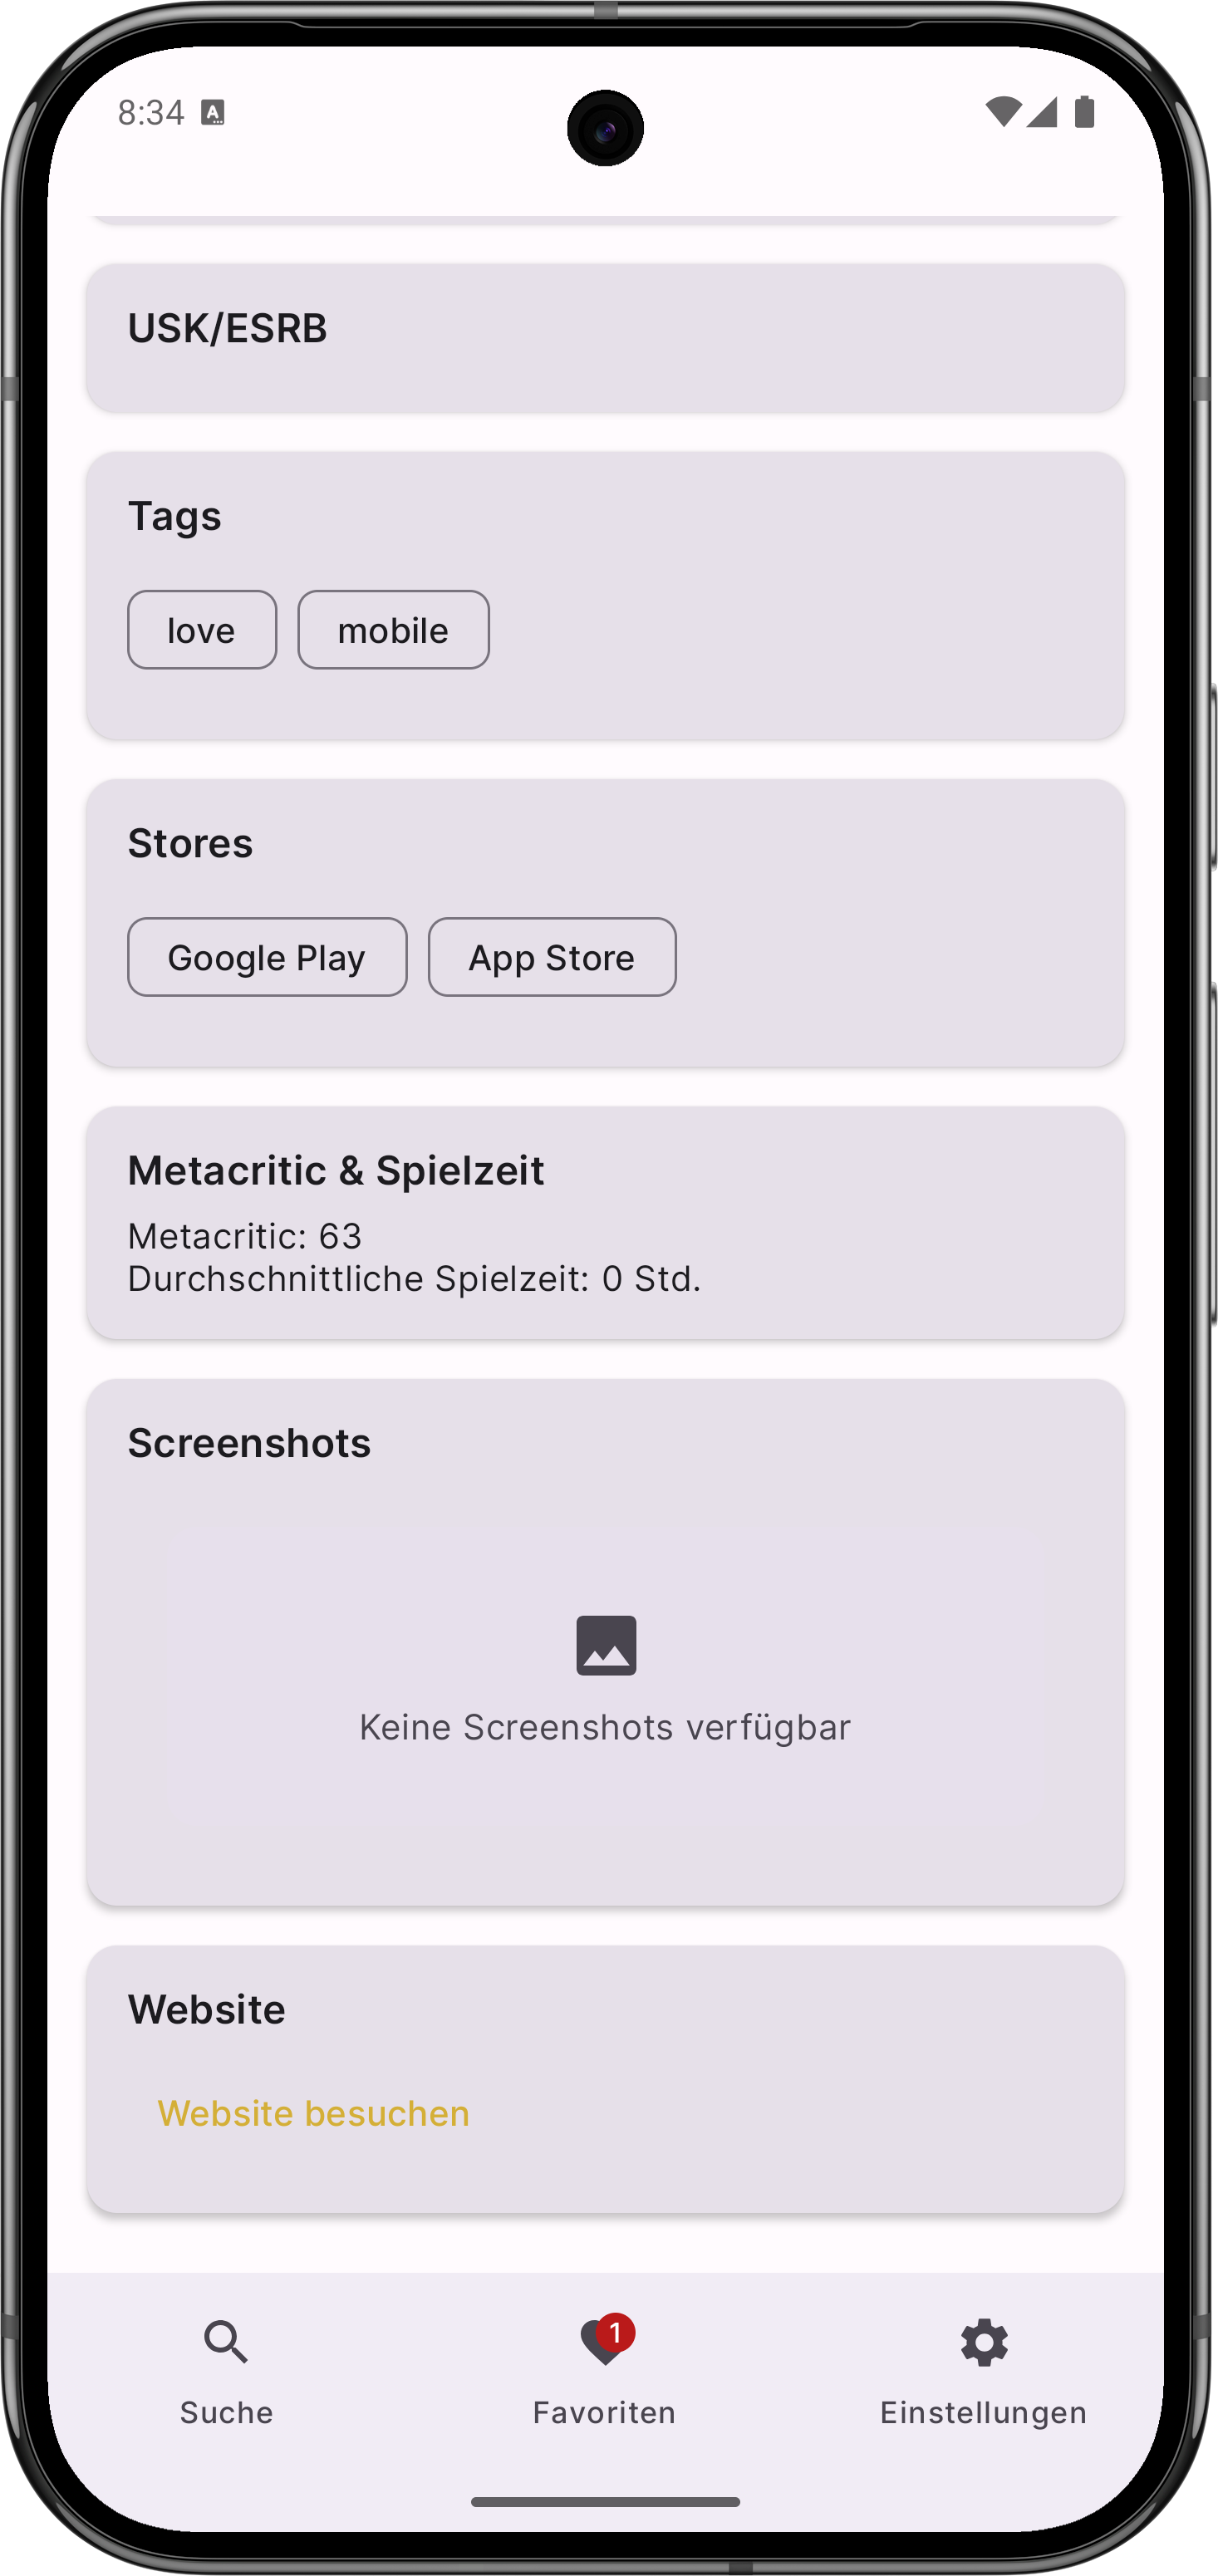 8:34
USK/ESRB
Tags
love mobile
Stores
Google Play App Store
Metacritic & Spielzeit
Metacritic: 63
Durchschnittliche Spielzeit: 0 Std.
Screenshots
Keine Screenshots verfügbar
Website
Website besuchen
1
Suche Favoriten Einstellungen